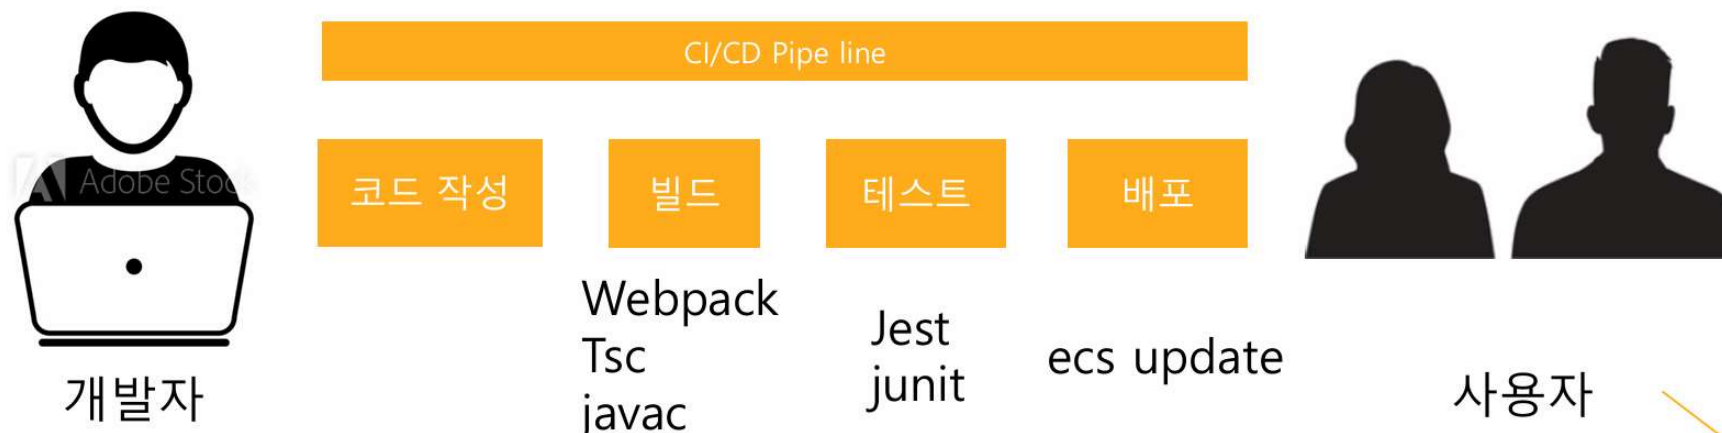 CI/CD Pipe line
Adobe Stock
코드 작성
빌드
테스트
배포
Webpack
Tsc
javac
Jest
junit
ecs update
개발자
사용자